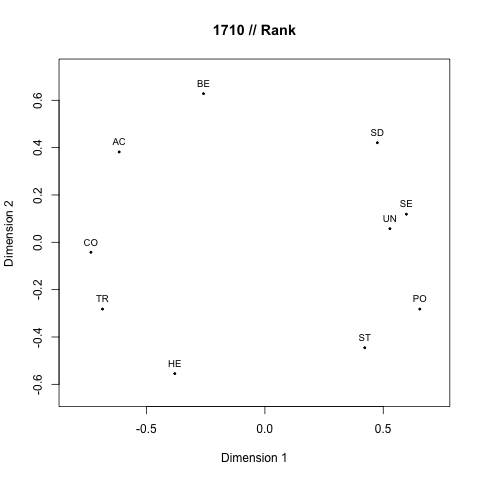 1710 // Rank
BE
AC
SD
SE
UN
CO
TR
PO
ST
HE
0.6
0.4
0.2
0.0
-0.2
-0.4
-0.6
Dimension 2
-0.5
0.0
0.5
Dimension 1